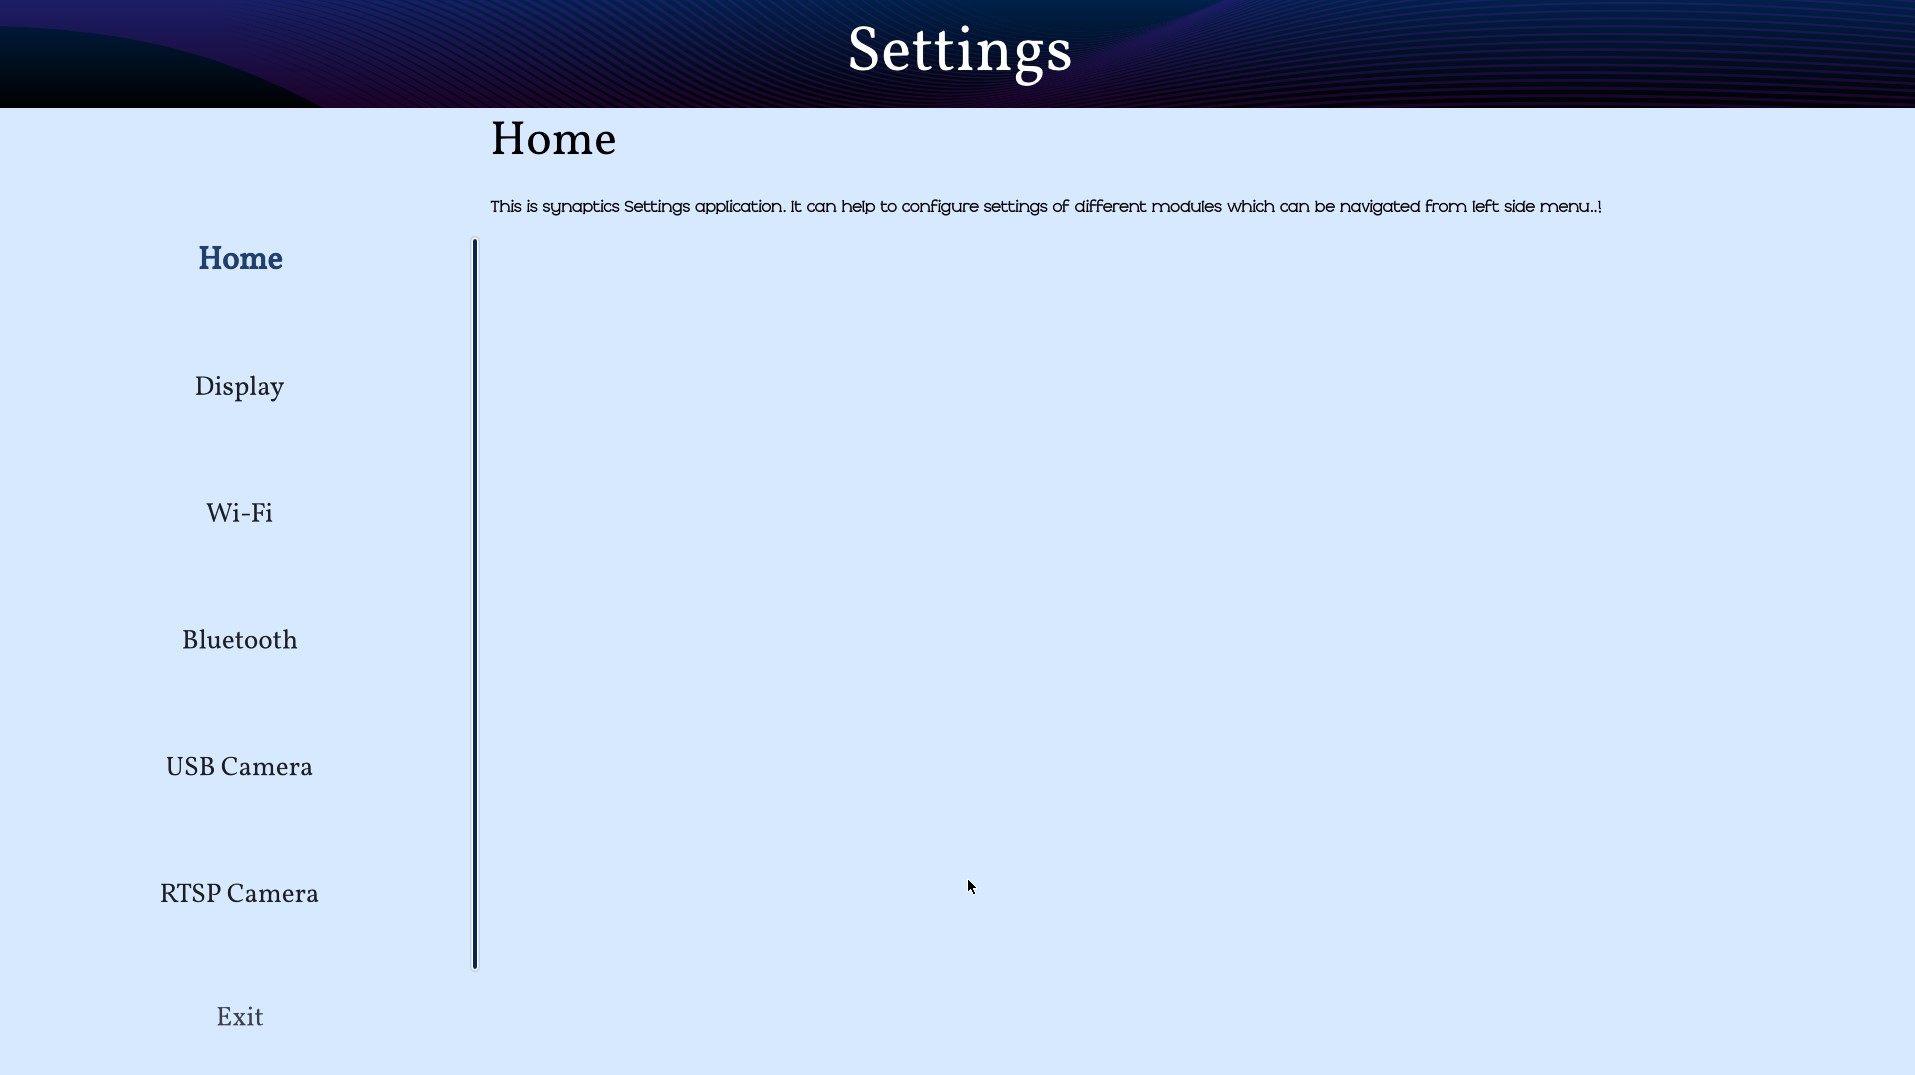 Settings
Home
This is synaptics Settings application. It can help to configure settings of different modules which can be navigated from left side menu..!
Home
Display
Wi-Fi
Bluetooth
USB Camera
RTSP Camera
Exit